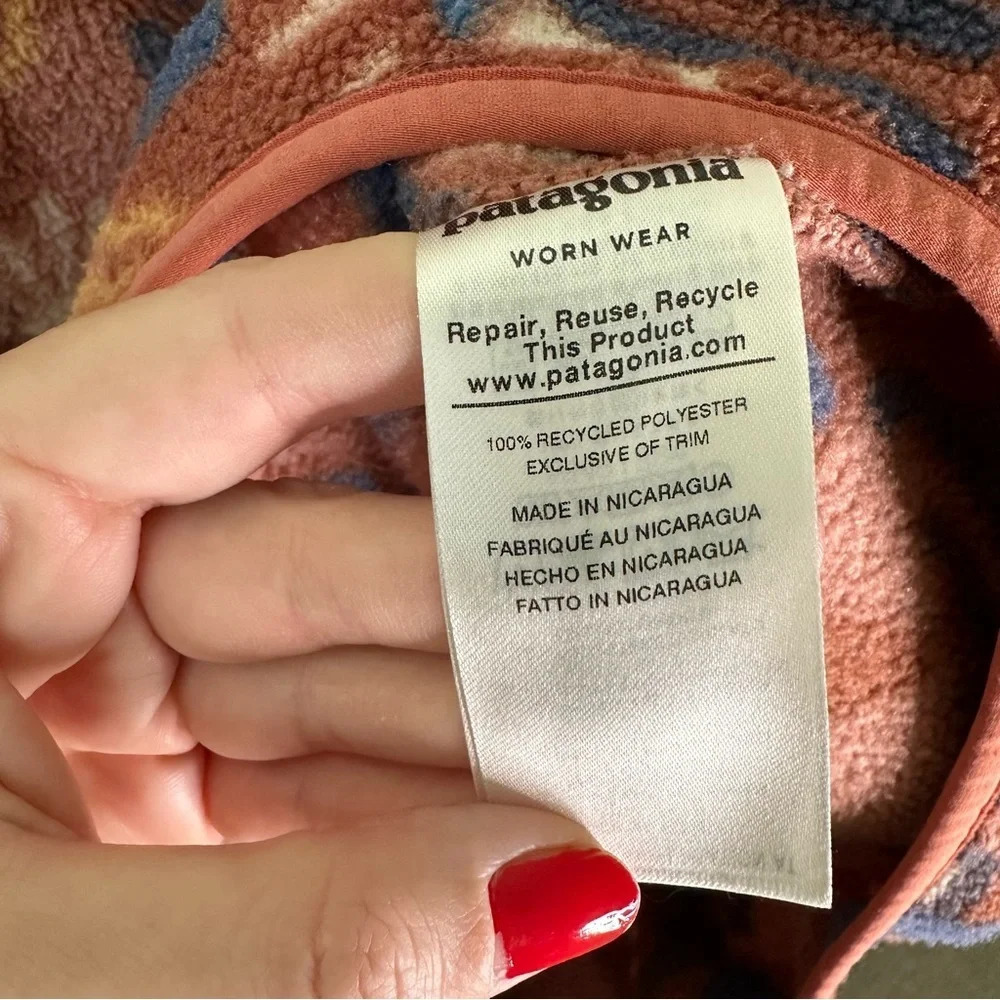 patagonia
WORN WEAR
Repair, Reuse, Recycle
This Product
www.patagonia.com
100% RECYCLED POLYESTER
EXCLUSIVE OF TRIM
MADE IN NICARAGUA
FABRIQUÉ AU NICARAGUA
HECHO EN NICARAGUA
FATTO IN NICARAGUA